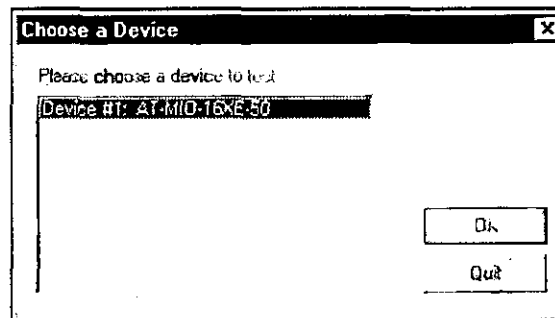 Choose a Device
Please choose a device to test
Device #1: AT-MIO-16XE-50
Ok
Quit